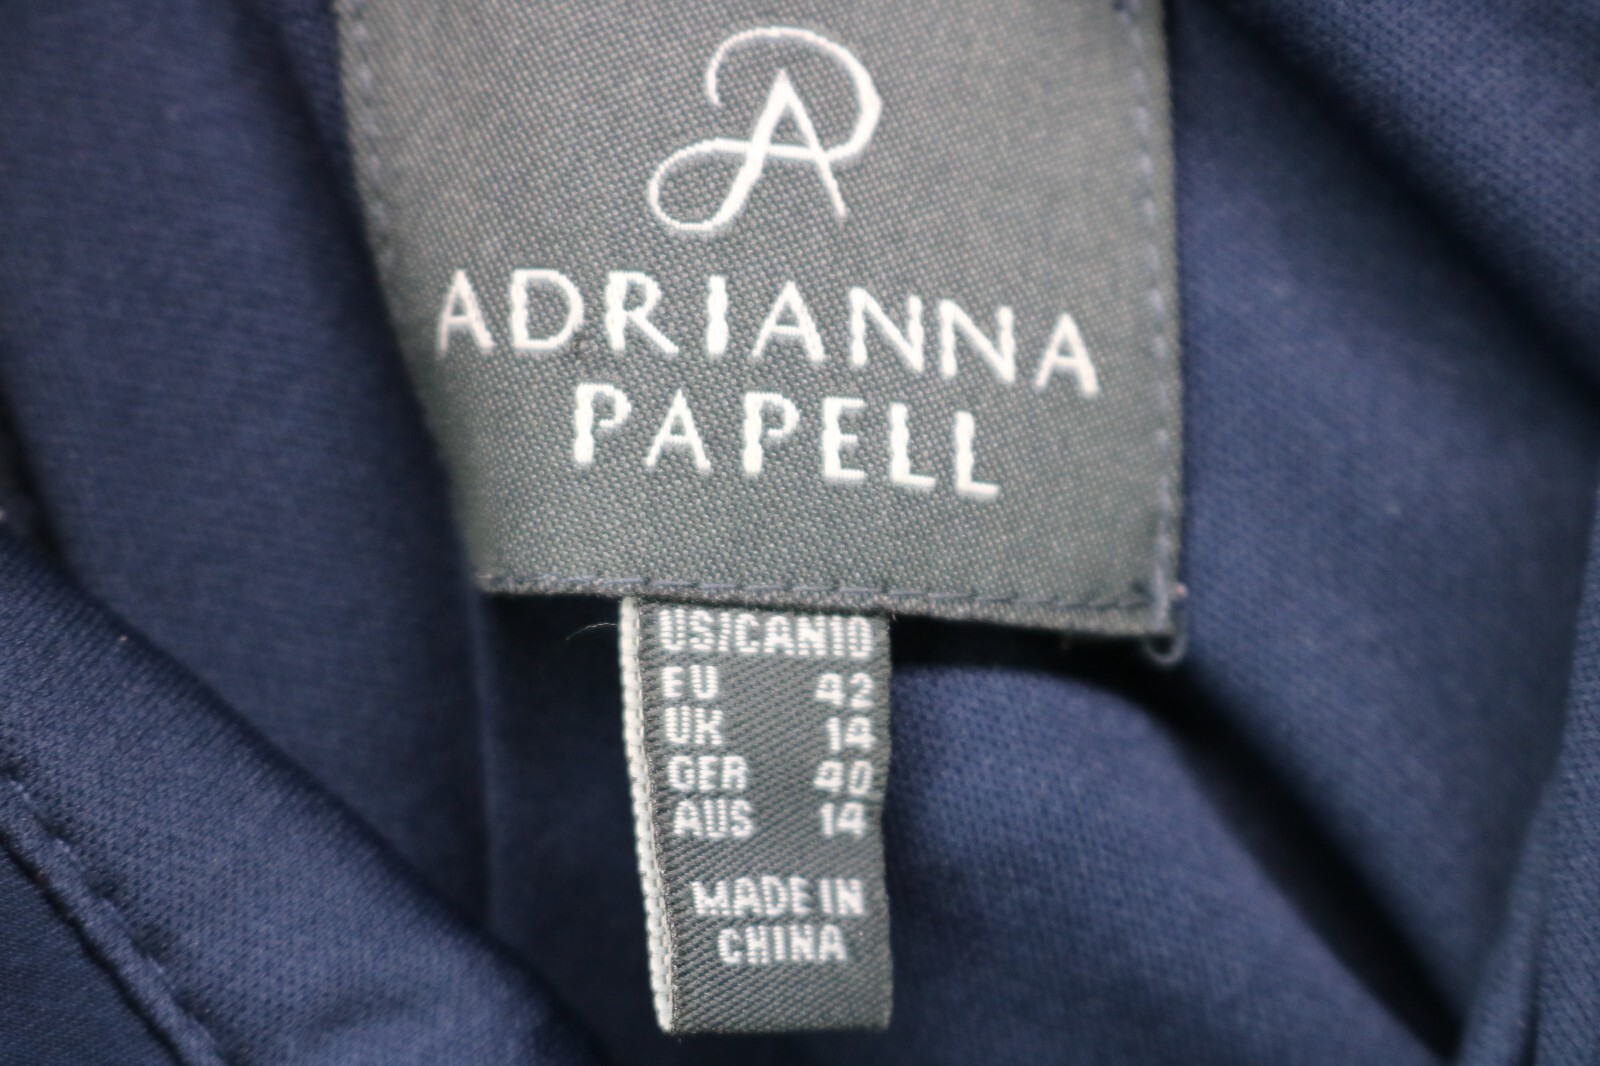 AP
ADRIANNA
PAPELL
US/CAN10
EU 42
UK 14
GER 40
AUS 14
MADE IN
CHINA